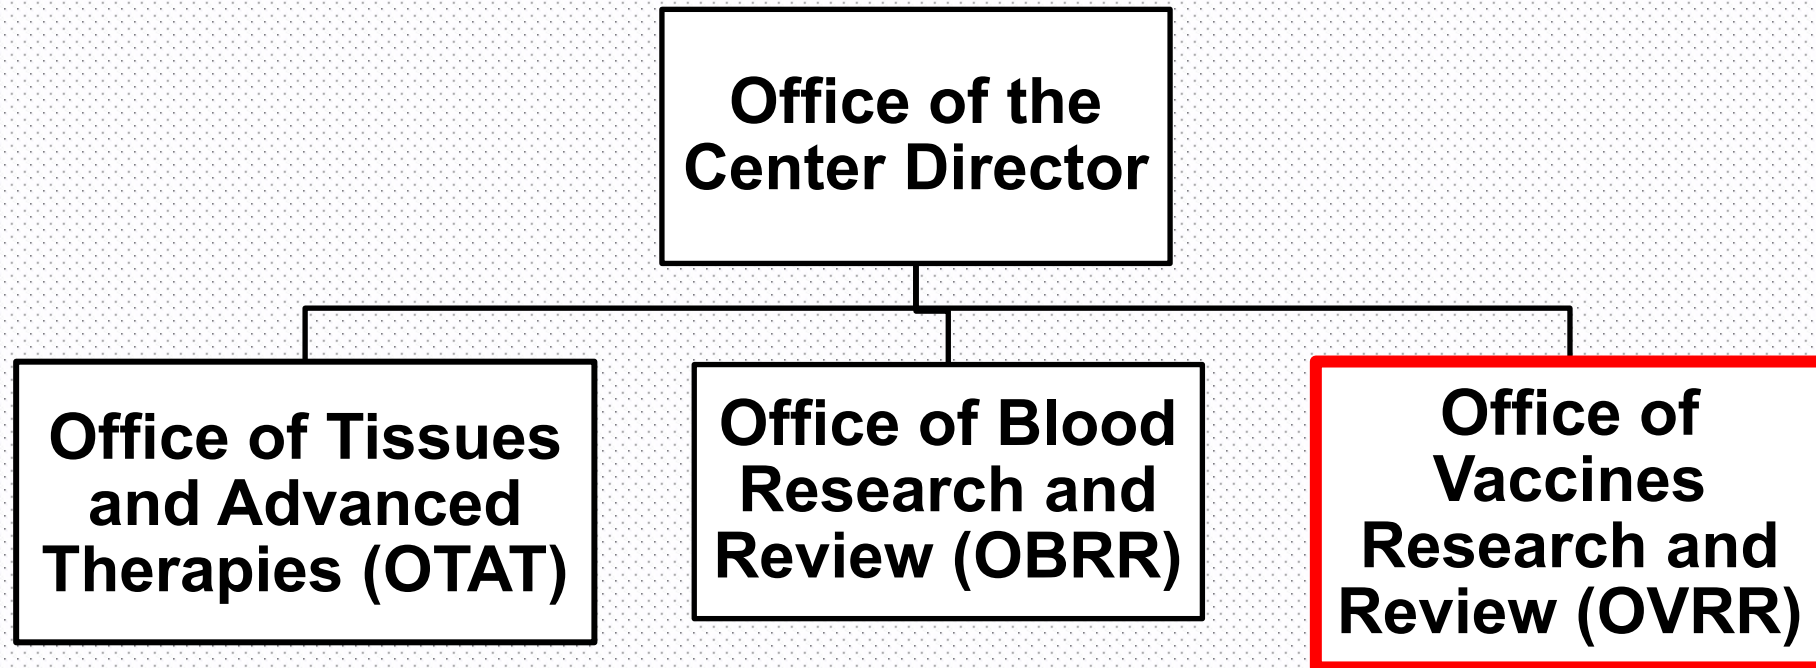 Office of the
Center Director
Office of Tissues
and Advanced
Therapies (OTAT)
Office of Blood
Research and
Review (OBRR)
Office of
Vaccines
Research and
Review (OVRR)